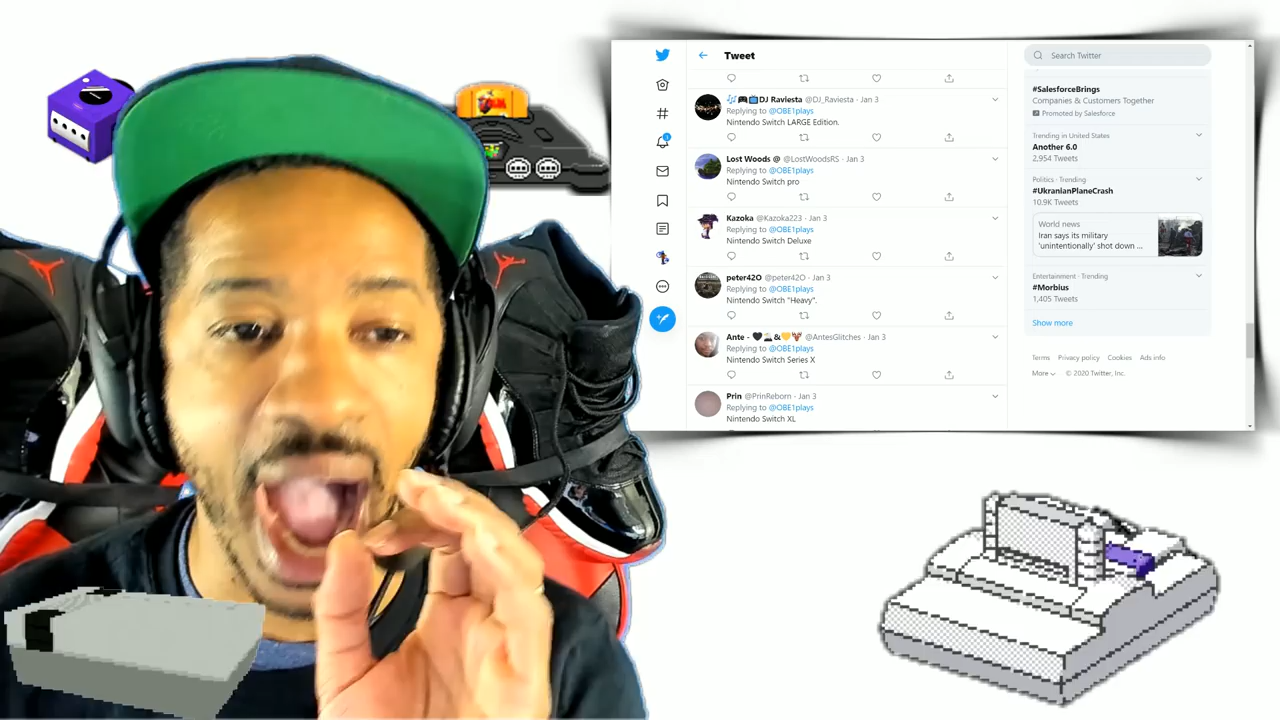 Tweet
🎶🎮📺DJ Raviesta @DJ_Raviesta · Jan 3
Replying to @OBE1plays
Nintendo Switch LARGE Edition.
Lost Woods @ @LostWoodsRS · Jan 3
Replying to @OBE1plays
Nintendo Switch pro
Kazoka @Kazoka223 · Jan 3
Replying to @OBE1plays
Nintendo Switch Deluxe
peter42O @peter42O · Jan 3
Replying to @OBE1plays
Nintendo Switch "Heavy".
Ante - @AntesGlitches · Jan 3
Replying to @OBE1plays
Nintendo Switch Series X
Prin @PrinReborn · Jan 3
Replying to @OBE1plays
Nintendo Switch XL
Search Twitter
#SalesforceBrings
Companies & Customers Together
Promoted by Salesforce
Trending in United States
Another 6.0
2,954 Tweets
Politics · Trending
#UkranianPlaneCrash
10.9K Tweets
World news
Iran says its military
'unintentionally' shot down ...
Entertainment · Trending
#Morbius
1,405 Tweets
Show more
Terms Privacy policy Cookies Ads info
More © 2020 Twitter, Inc.